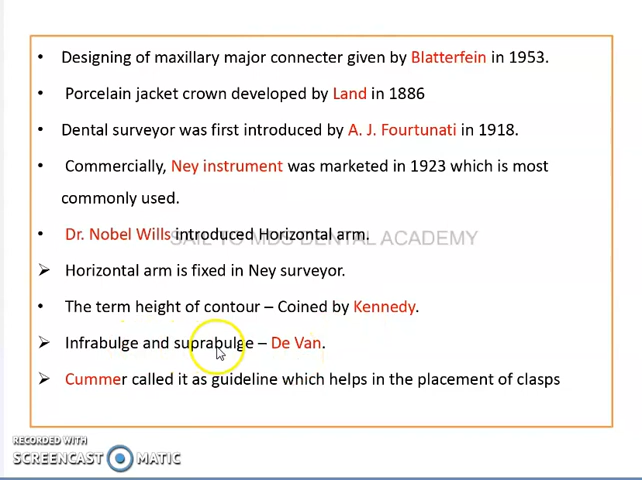 • Designing of maxillary major connecter given by Blatterfein in 1953.
• Porcelain jacket crown developed by Land in 1886
• Dental surveyor was first introduced by A. J. Fourtunati in 1918.
• Commercially, Ney instrument was marketed in 1923 which is most
commonly used.
• Dr. Nobel Wills introduced Horizontal arm.
SAIL TO MDS DENTAL ACADEMY
➢ Horizontal arm is fixed in Ney surveyor.
• The term height of contour – Coined by Kennedy.
➢ Infrabulge and suprabulge – De Van.
➢ Cummer called it as guideline which helps in the placement of clasps
RECORDED WITH
SCREENCAST MATIC